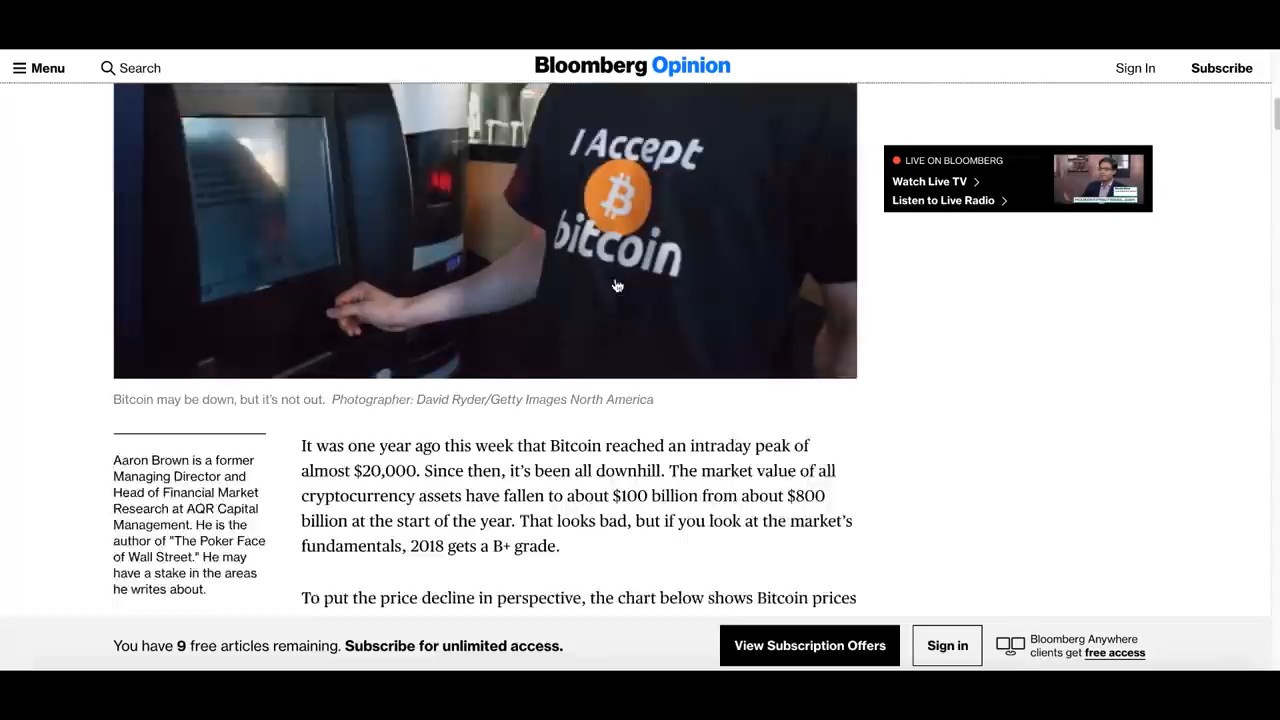 Menu
Search
Bloomberg Opinion
Sign In
Subscribe
I Accept
bitcoin
LIVE ON BLOOMBERG
Watch Live TV
Listen to Live Radio
Bitcoin may be down, but it's not out. Photographer: David Ryder/Getty Images North America
Aaron Brown is a former
Managing Director and
Head of Financial Market
Research at AQR Capital
Management. He is the
author of "The Poker Face
of Wall Street." He may
have a stake in the areas
he writes about.
It was one year ago this week that Bitcoin reached an intraday peak of
almost $20,000. Since then, it’s been all downhill. The market value of all
cryptocurrency assets have fallen to about $100 billion from about $800
billion at the start of the year. That looks bad, but if you look at the market’s
fundamentals, 2018 gets a B+ grade.
To put the price decline in perspective, the chart below shows Bitcoin prices
You have 9 free articles remaining. Subscribe for unlimited access.
View Subscription Offers
Sign in
Bloomberg Anywhere
clients get free access